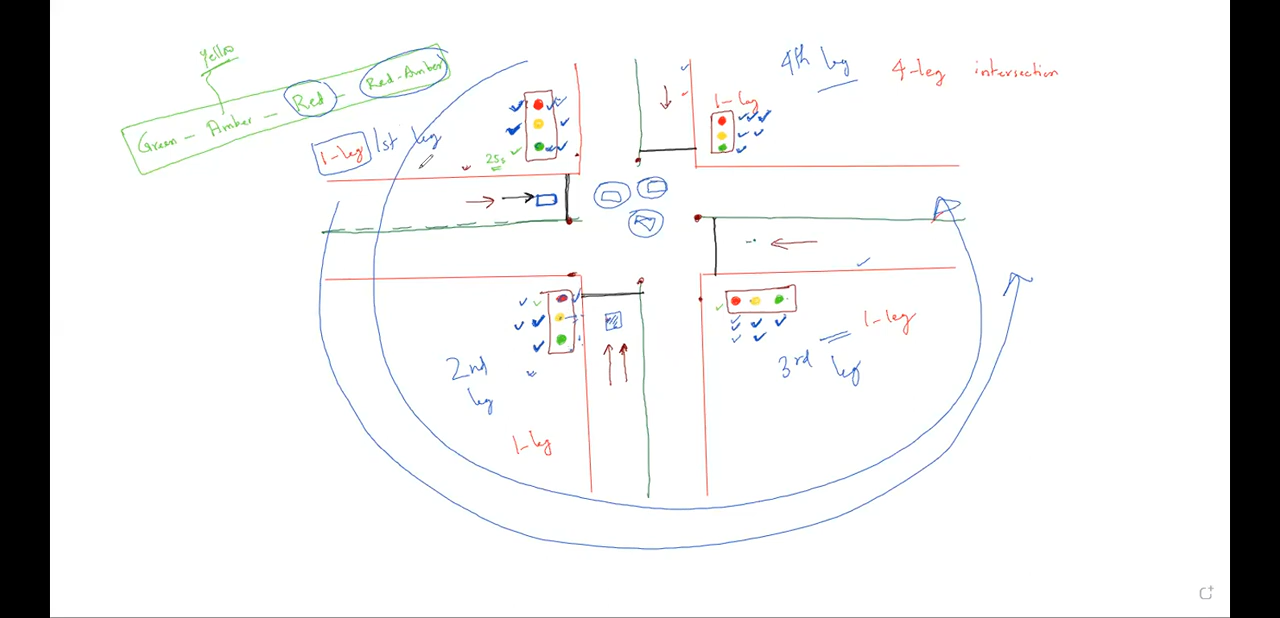 Yellow
Green - Amber - Red - Red-Amber
1-leg 1st leg
25s
1-leg
4th leg
4-leg intersection
2nd leg
1-leg
3rd leg
1-leg